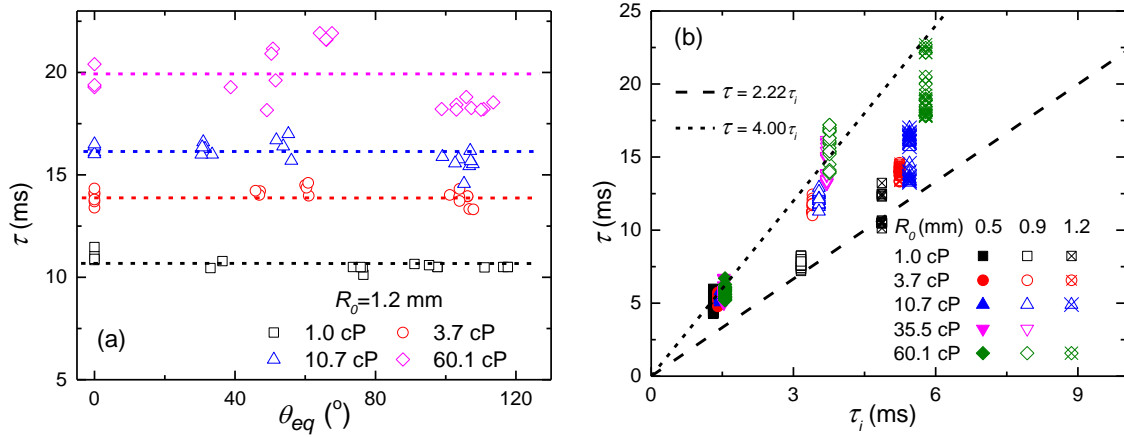 25
20
15
10
5
τ (ms)
0 40 80 120
θeq (°)
(a)
R0=1.2 mm
1.0 cP 3.7 cP
10.7 cP 60.1 cP
(b)
25
20
15
10
5
0
τ (ms)
0 3 6 9
τi (ms)
τ = 2.22τi
τ = 4.00τi
R0 (mm) 0.5 0.9 1.2
1.0 cP
3.7 cP
10.7 cP
35.5 cP
60.1 cP